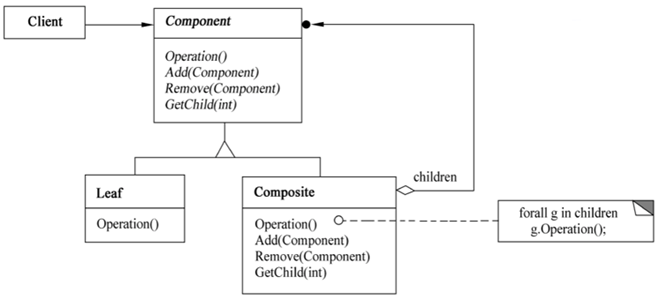 Client
Component
Operation()
Add(Component)
Remove(Component)
GetChild(int)
Leaf
Operation()
Composite
Operation()
Add(Component)
Remove(Component)
GetChild(int)
children
forall g in children
g.Operation();